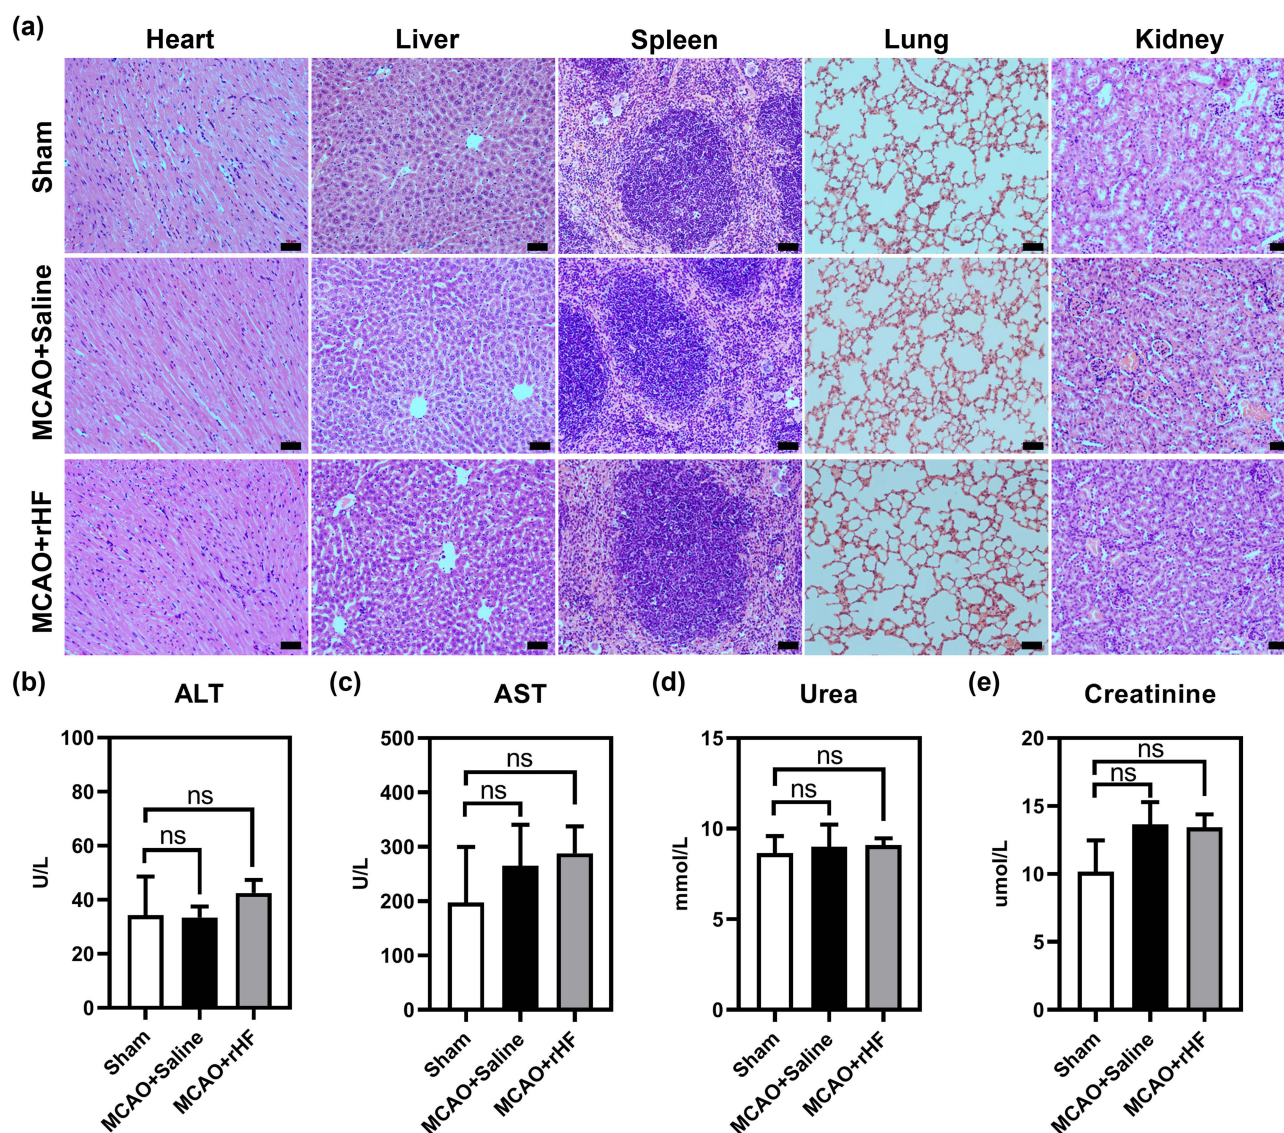 (a)
Heart Liver Spleen Lung Kidney
Sham
MCAO+Saline
MCAO+rHF
(b) ALT
U/L
100
80
60
40
20
0
ns
ns
Sham
MCAO+Saline
MCAO+rHF
(c) AST
U/L
500
400
300
200
100
0
ns
ns
Sham
MCAO+Saline
MCAO+rHF
(d) Urea
mmol/L
15
10
5
0
ns
ns
Sham
MCAO+Saline
MCAO+rHF
(e) Creatinine
umol/L
20
15
10
5
0
ns
ns
Sham
MCAO+Saline
MCAO+rHF